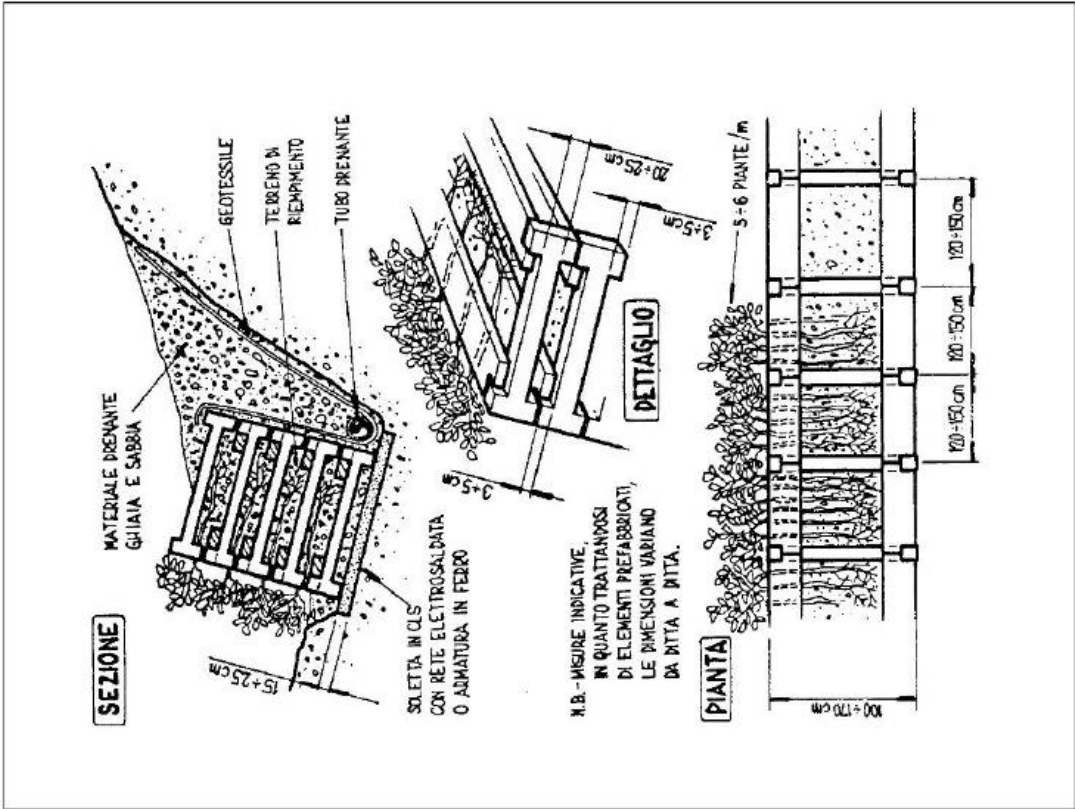 SEZIONE
MATERIALE DRENANTE
GHIAIA E SABBIA
GEOTESSILE
TERRENO DI
RIEMPIMENTO
TUBO DRENANTE
15÷25 cm
SOLETTA IN CLS
CON RETE ELETTROSALDATA
O ARMATURA IN FERRO
DETTAGLIO
3÷5 cm
20÷25 cm
3÷5 cm
N.B.-MISURE INDICATIVE,
IN QUANTO TRATTANDOSI
DI ELEMENTI PREFABBRICATI,
LE DIMENSIONI VARIANO
DA DITTA A DITTA.
PIANTA
5÷6 PIANTE/m
100÷170 cm
120÷150 cm
120÷150 cm
120÷150 cm